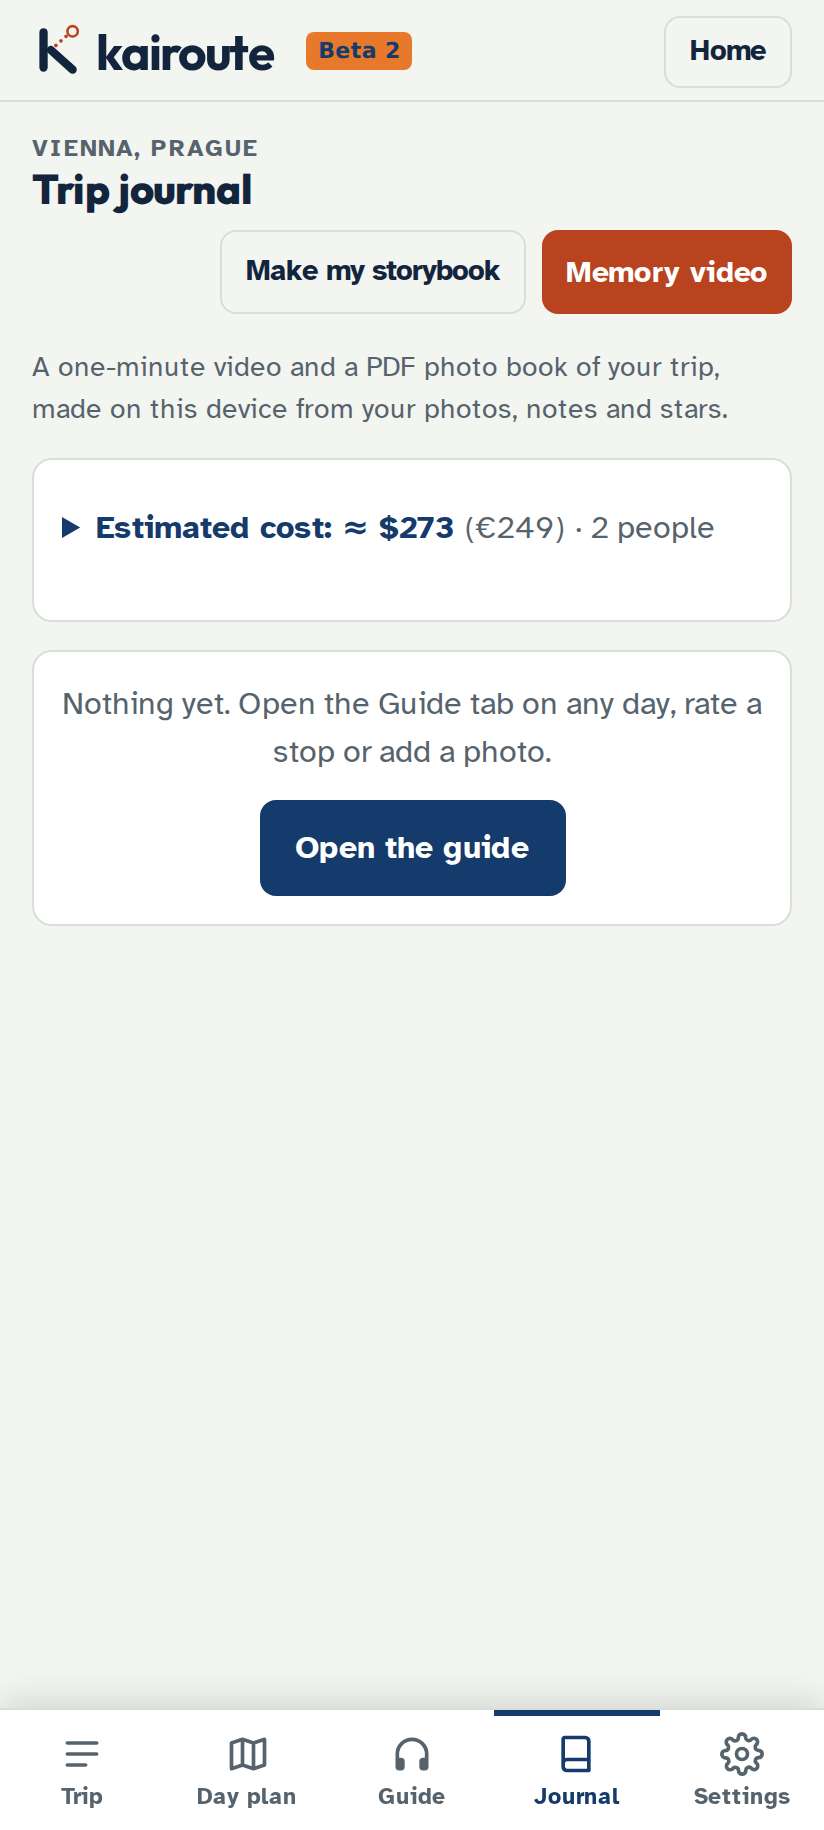 kairoute
Beta 2
Home
VIENNA, PRAGUE
Trip journal
Make my storybook
Memory video
A one-minute video and a PDF photo book of your trip,
made on this device from your photos, notes and stars.
Estimated cost: ≈ $273 (€249) · 2 people
Nothing yet. Open the Guide tab on any day, rate a
stop or add a photo.
Open the guide
Trip
Day plan
Guide
Journal
Settings